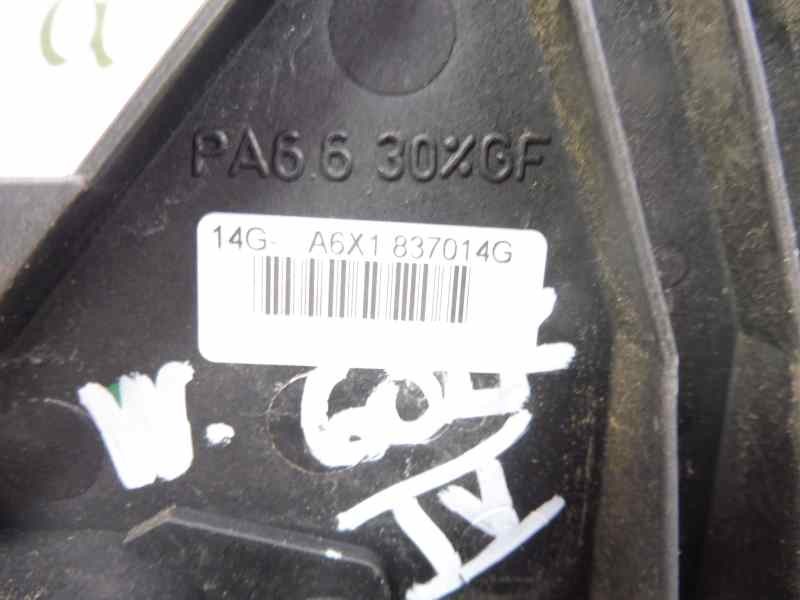 PA6.6 30%GF
14G- A6X1 837014G
W. GOLF
IV